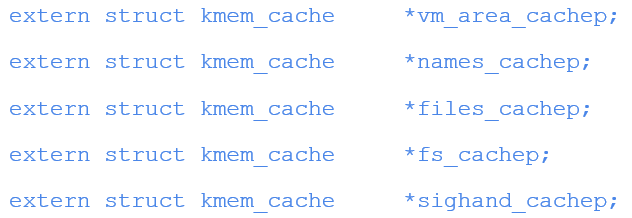 extern struct kmem_cache *vm_area_cachep;
extern struct kmem_cache *names_cachep;
extern struct kmem_cache *files_cachep;
extern struct kmem_cache *fs_cachep;
extern struct kmem_cache *sighand_cachep;